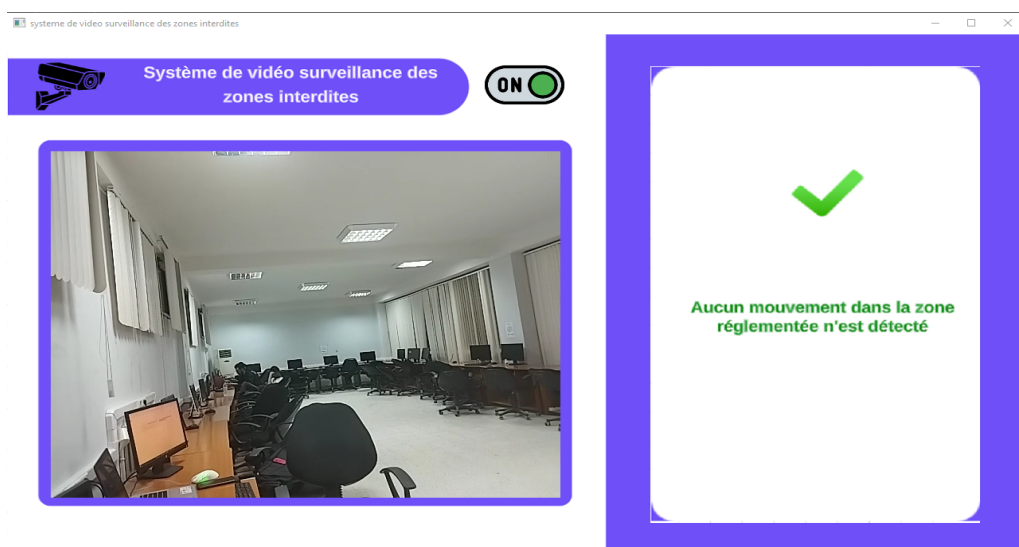 systeme de video surveillance des zones interdites
Système de vidéo surveillance des
zones interdites
ON
Aucun mouvement dans la zone
réglementée n'est détecté